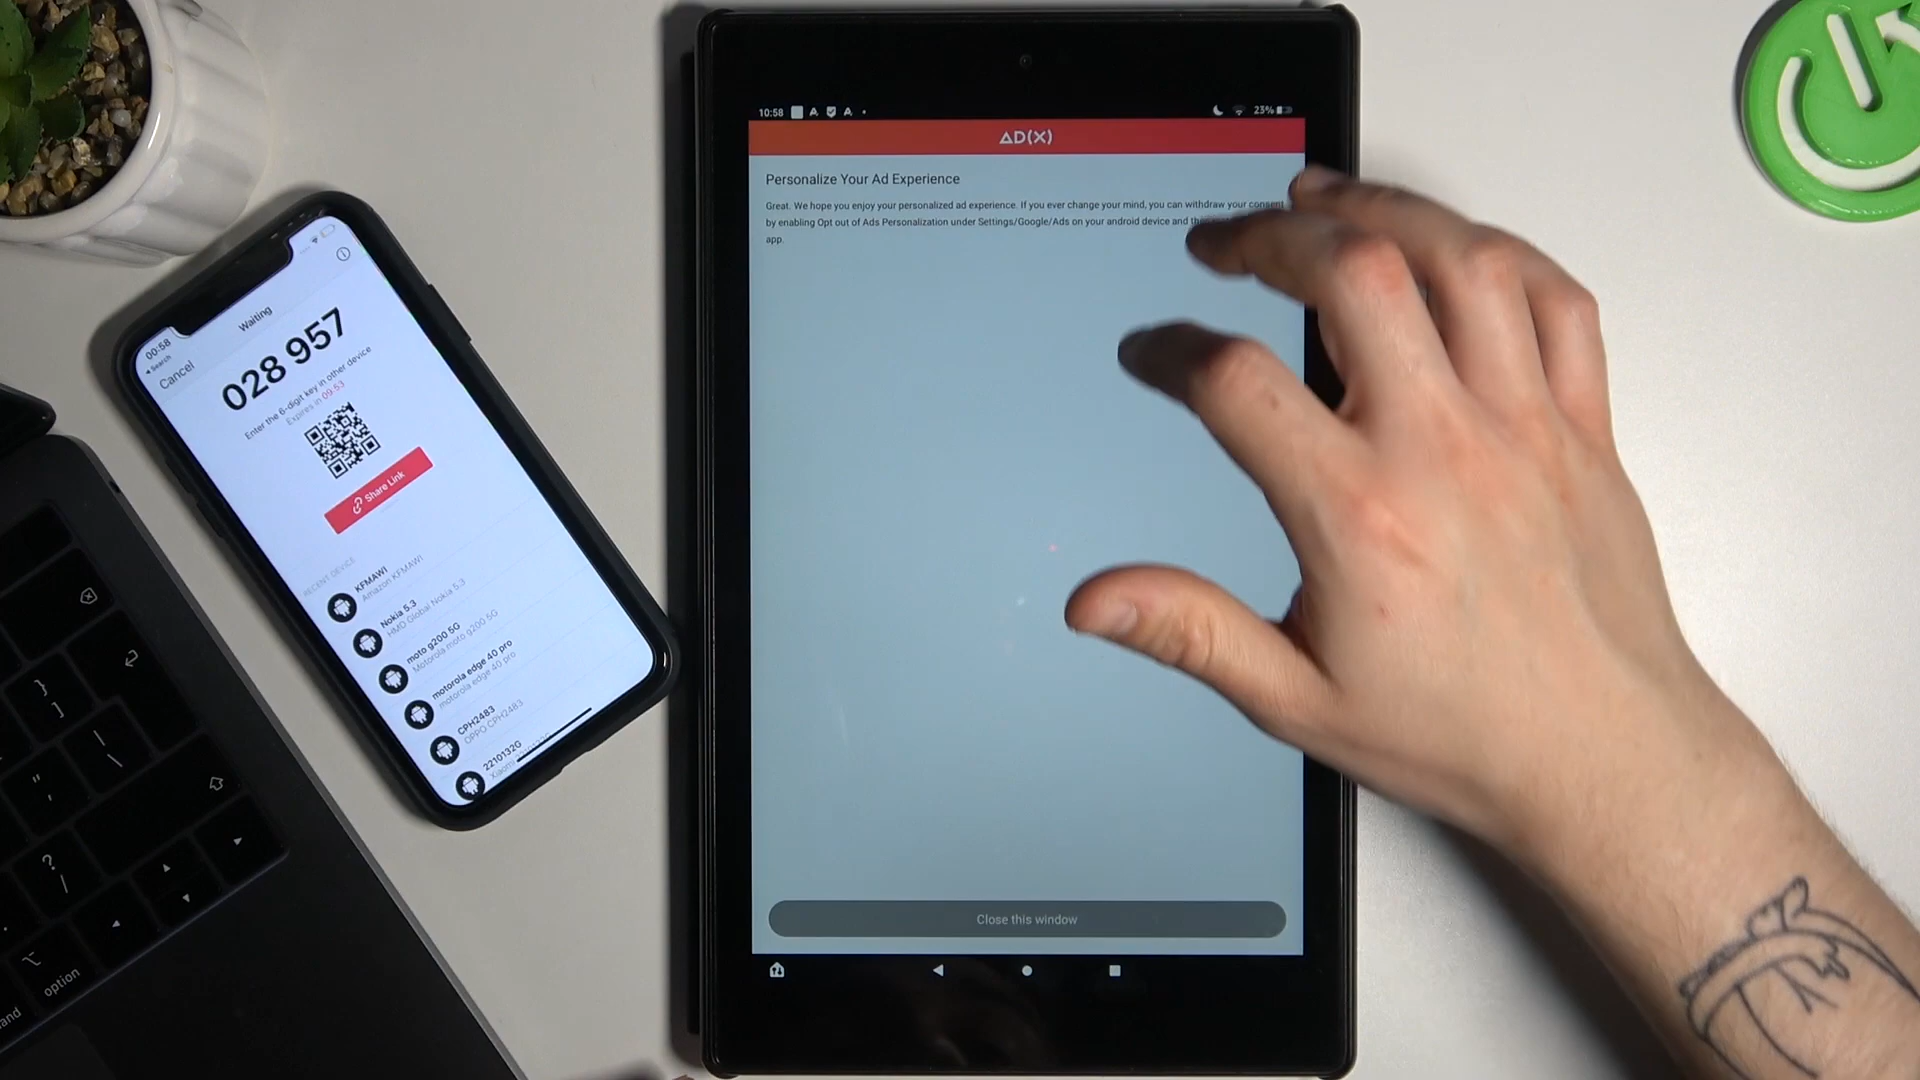 00:58
Search
Cancel
Waiting
028 957
Enter the 6-digit key in other device
Expires in 09:53
Share Link
RECENT DEVICE
KFMAWI
Amazon KFMAWI
Nokia 5.3
HMD Global Nokia 5.3
moto g200 5G
Motorola moto g200 5G
motorola edge 40 pro
motorola edge 40 pro
CPH2483
OPPO CPH2483
2210132G
Xiaomi
10:58
23%
AD(X)
Personalize Your Ad Experience
Great. We hope you enjoy your personalized ad experience. If you ever change your mind, you can withdraw your consent
by enabling Opt out of Ads Personalization under Settings/Google/Ads on your android device and
app.
Close this window
option